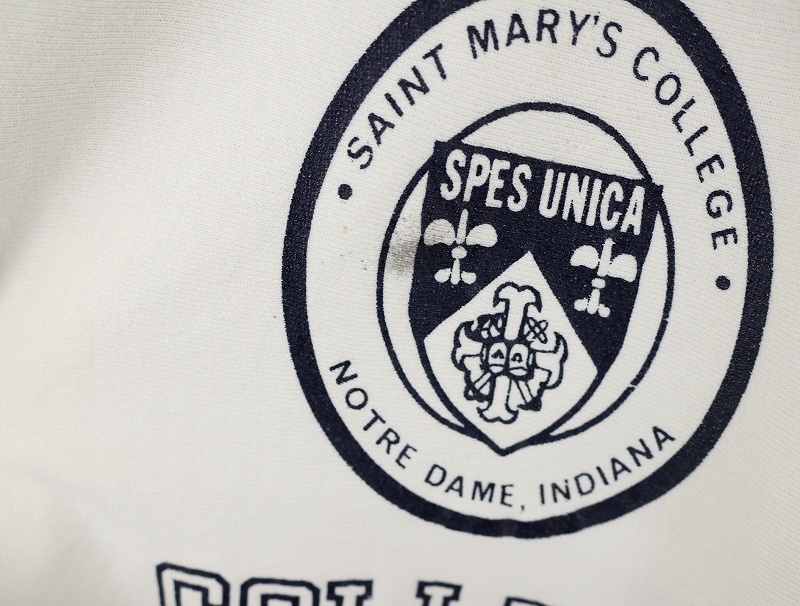 SAINT MARY'S COLLEGE
SPES UNICA
NOTRE DAME, INDIANA